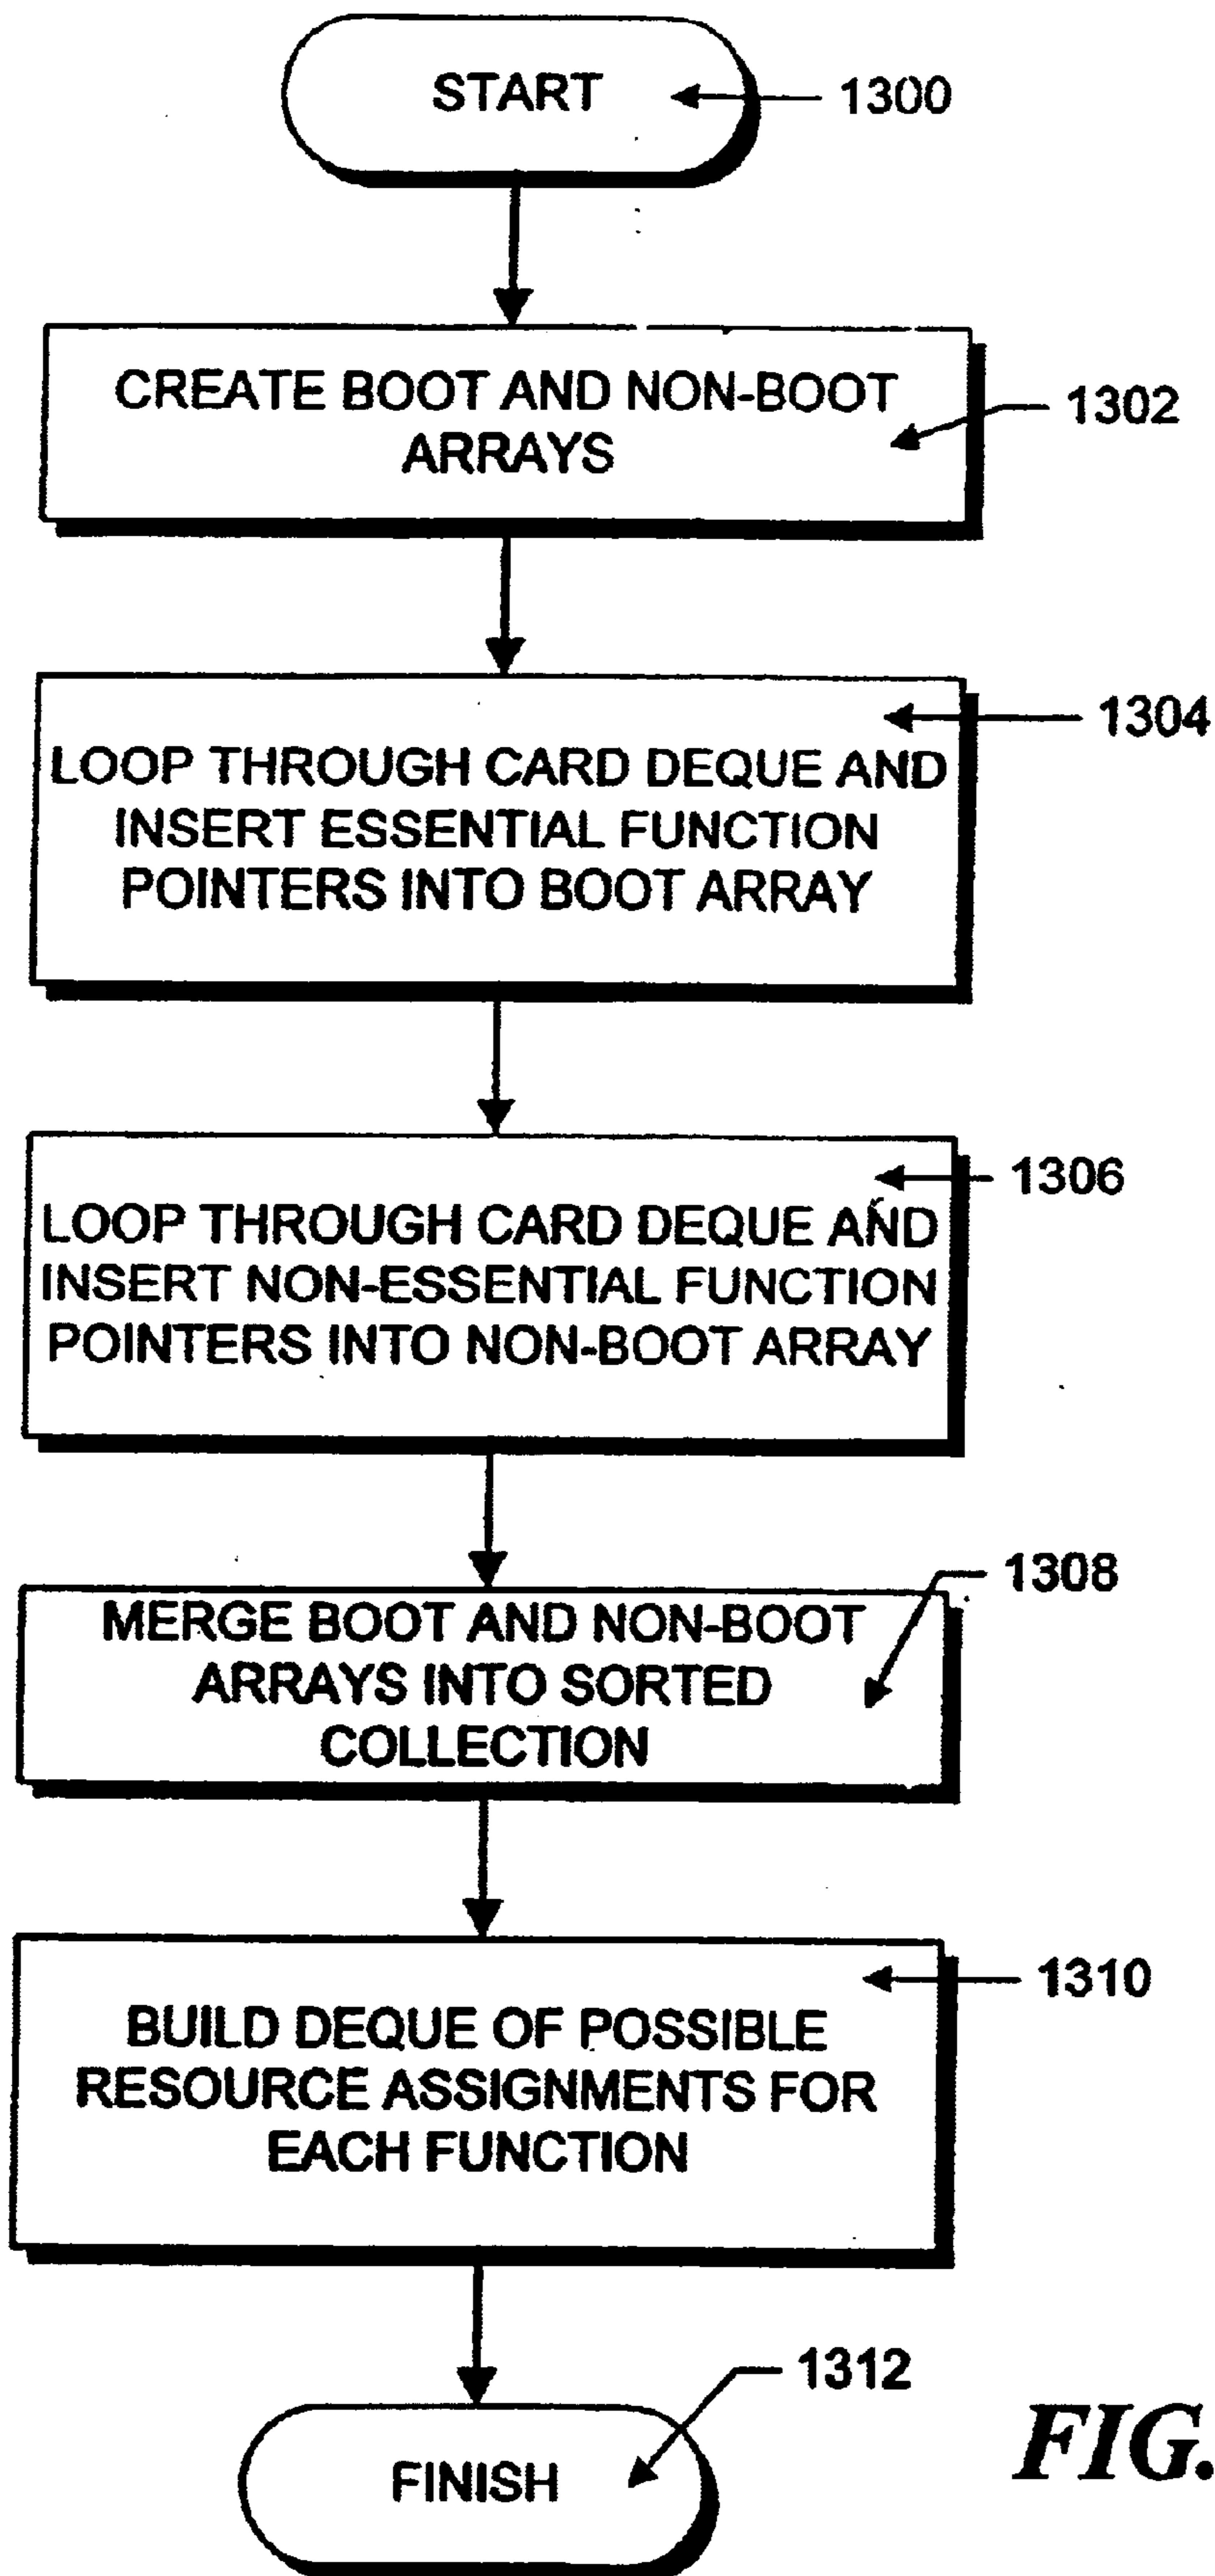 START
1300
CREATE BOOT AND NON-BOOT
ARRAYS
1302
1304
LOOP THROUGH CARD DEQUE AND
INSERT ESSENTIAL FUNCTION
POINTERS INTO BOOT ARRAY
1306
LOOP THROUGH CARD DEQUE AND
INSERT NON-ESSENTIAL FUNCTION
POINTERS INTO NON-BOOT ARRAY
1308
MERGE BOOT AND NON-BOOT
ARRAYS INTO SORTED
COLLECTION
1310
BUILD DEQUE OF POSSIBLE
RESOURCE ASSIGNMENTS FOR
EACH FUNCTION
1312
FINISH
FIG.